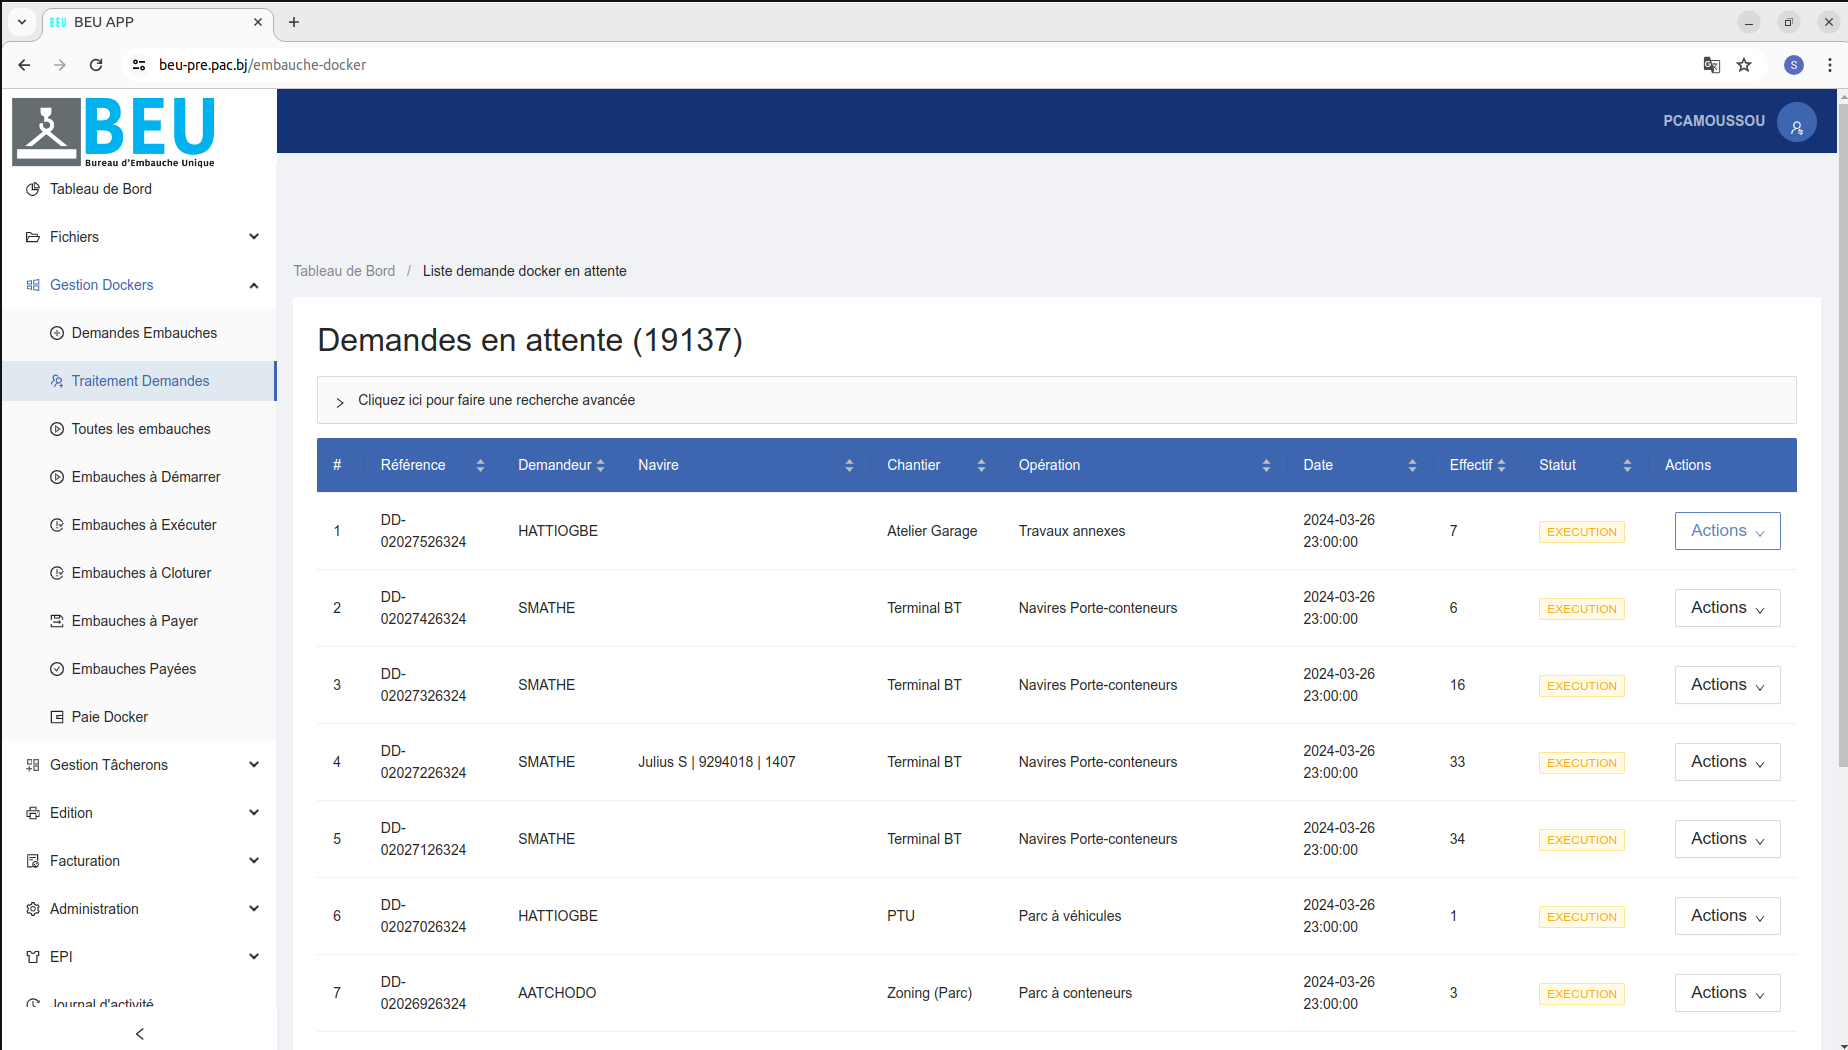 BEU APP
beu-pre.pac.bj/embauche-docker
S
BEU
Bureau d'Embauche Unique
PCAMOUSSOU
Tableau de Bord
Fichiers
Gestion Dockers
Demandes Embauches
Traitement Demandes
Toutes les embauches
Embauches à Démarrer
Embauches à Exécuter
Embauches à Cloturer
Embauches à Payer
Embauches Payées
Paie Docker
Gestion Tâcherons
Edition
Facturation
Administration
EPI
Journal d'activité
Tableau de Bord / Liste demande docker en attente
Demandes en attente (19137)
Cliquez ici pour faire une recherche avancée
# Référence Demandeur Navire Chantier Opération Date Effectif Statut Actions
1 DD-02027526324 HATTIOGBE Atelier Garage Travaux annexes 2024-03-26 23:00:00 7 EXECUTION Actions
2 DD-02027426324 SMATHE Terminal BT Navires Porte-conteneurs 2024-03-26 23:00:00 6 EXECUTION Actions
3 DD-02027326324 SMATHE Terminal BT Navires Porte-conteneurs 2024-03-26 23:00:00 16 EXECUTION Actions
4 DD-02027226324 SMATHE Julius S | 9294018 | 1407 Terminal BT Navires Porte-conteneurs 2024-03-26 23:00:00 33 EXECUTION Actions
5 DD-02027126324 SMATHE Terminal BT Navires Porte-conteneurs 2024-03-26 23:00:00 34 EXECUTION Actions
6 DD-02027026324 HATTIOGBE PTU Parc à véhicules 2024-03-26 23:00:00 1 EXECUTION Actions
7 DD-02026926324 AATCHODO Zoning (Parc) Parc à conteneurs 2024-03-26 23:00:00 3 EXECUTION Actions